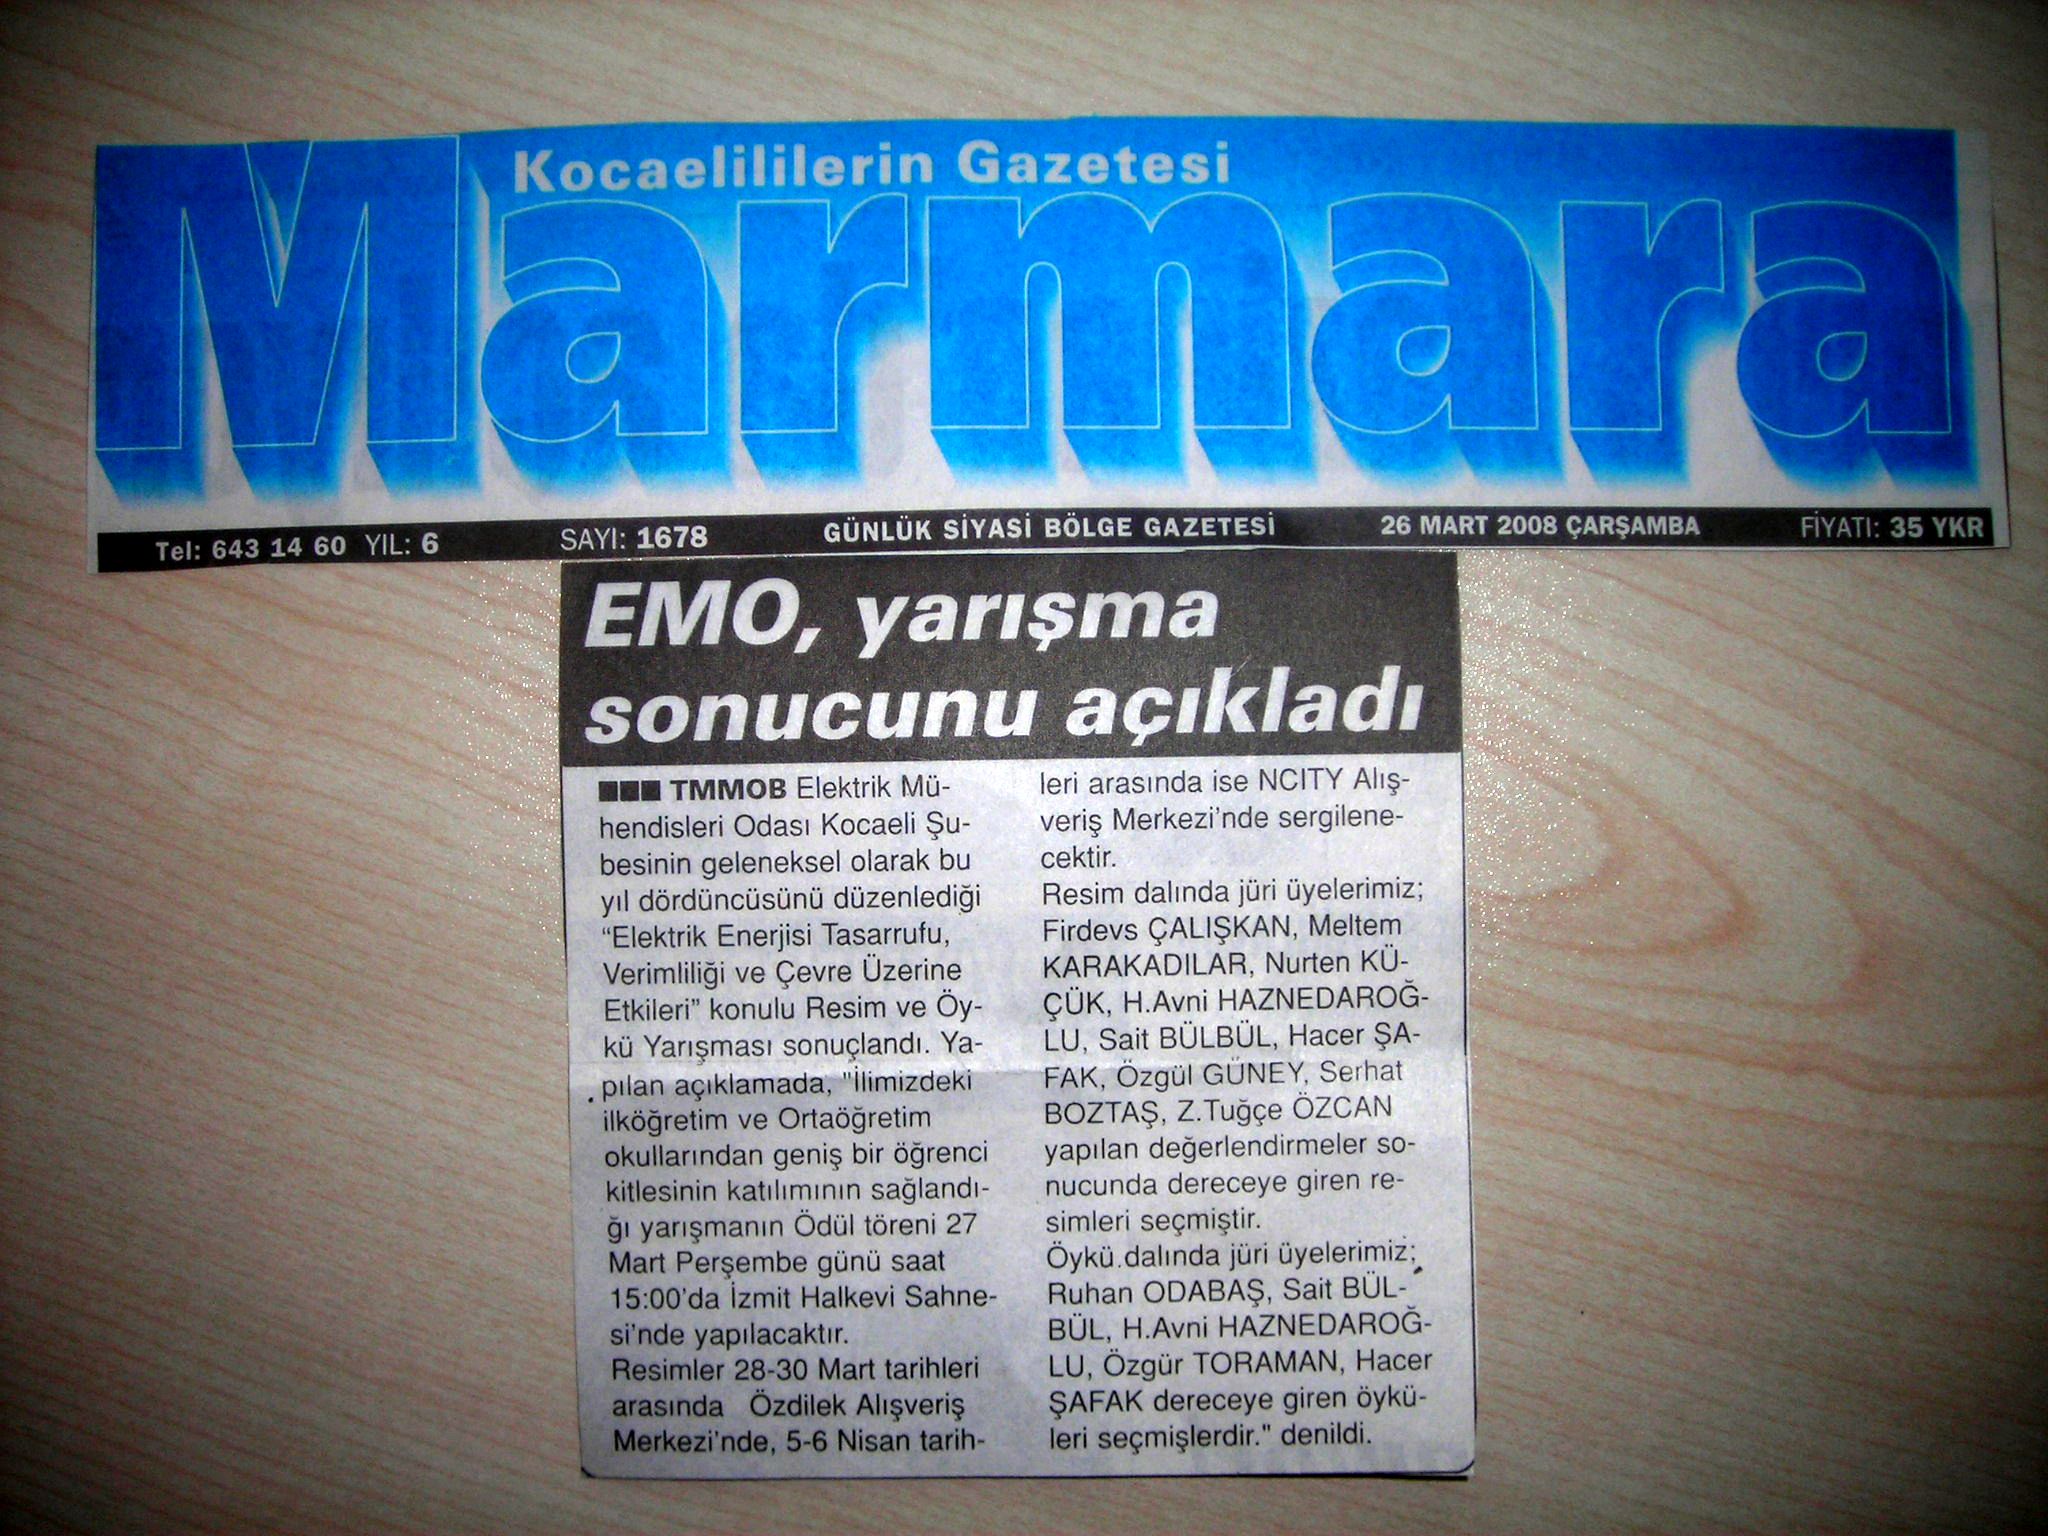 Kocaelililerin Gazetesi
Marmara
Tel: 643 14 60 YIL: 6 SAYI: 1678 GÜNLÜK SİYASİ BÖLGE GAZETESİ 26 MART 2008 ÇARŞAMBA FİYATI: 35 YKR
EMO, yarışma
sonucunu açıkladı
■■■ TMMOB Elektrik Mü-
hendisleri Odası Kocaeli Şu-
besinin geleneksel olarak bu
yıl dördüncüsünü düzenlediği
“Elektrik Enerjisi Tasarrufu,
Verimliliği ve Çevre Üzerine
Etkileri” konulu Resim ve Öy-
kü Yarışması sonuçlandı. Ya-
pılan açıklamada, "İlimizdeki
ilköğretim ve Ortaöğretim
okullarından geniş bir öğrenci
kitlesinin katılımının sağlandı-
ğı yarışmanın Ödül töreni 27
Mart Perşembe günü saat
15:00’da İzmit Halkevi Sahne-
si’nde yapılacaktır.
Resimler 28-30 Mart tarihleri
arasında Özdilek Alışveriş
Merkezi’nde, 5-6 Nisan tarih-
leri arasında ise NCITY Alış-
veriş Merkezi’nde sergilene-
cektir.
Resim dalında jüri üyelerimiz;
Firdevs ÇALIŞKAN, Meltem
KARAKADILAR, Nurten KÜ-
ÇÜK, H.Avni HAZNEDAROĞ-
LU, Sait BÜLBÜL, Hacer ŞA-
FAK, Özgül GÜNEY, Serhat
BOZTAŞ, Z.Tuğçe ÖZCAN
yapılan değerlendirmeler so-
nucunda dereceye giren re-
simleri seçmiştir.
Öykü dalında jüri üyelerimiz;
Ruhan ODABAŞ, Sait BÜL-
BÜL, H.Avni HAZNEDAROĞ-
LU, Özgür TORAMAN, Hacer
ŞAFAK dereceye giren öykü-
leri seçmişlerdir." denildi.